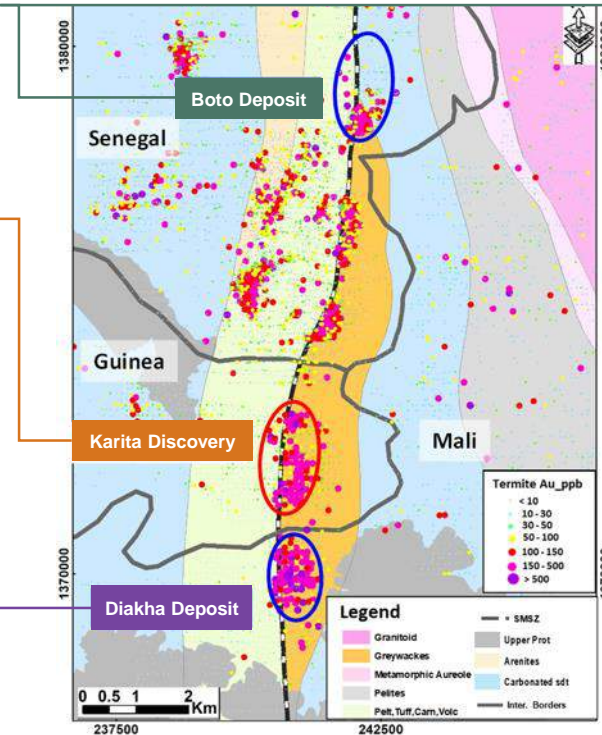 1380000
Boto Deposit
Senegal
Guinea
Karita Discovery
Mali
Termite Au_ppb
< 10
10 - 30
30 - 50
50 - 100
100 - 150
150 - 500
> 500
1370000
Diakha Deposit
Legend
Granitoid
Greywackes
Metamorphic Aureole
Pelites
Pelt,Tuff,Carn,Volc
SMSZ
Upper Prot
Arenites
Carbonated sdt
Inter. Borders
0 0.5 1 2
Km
237500
242500